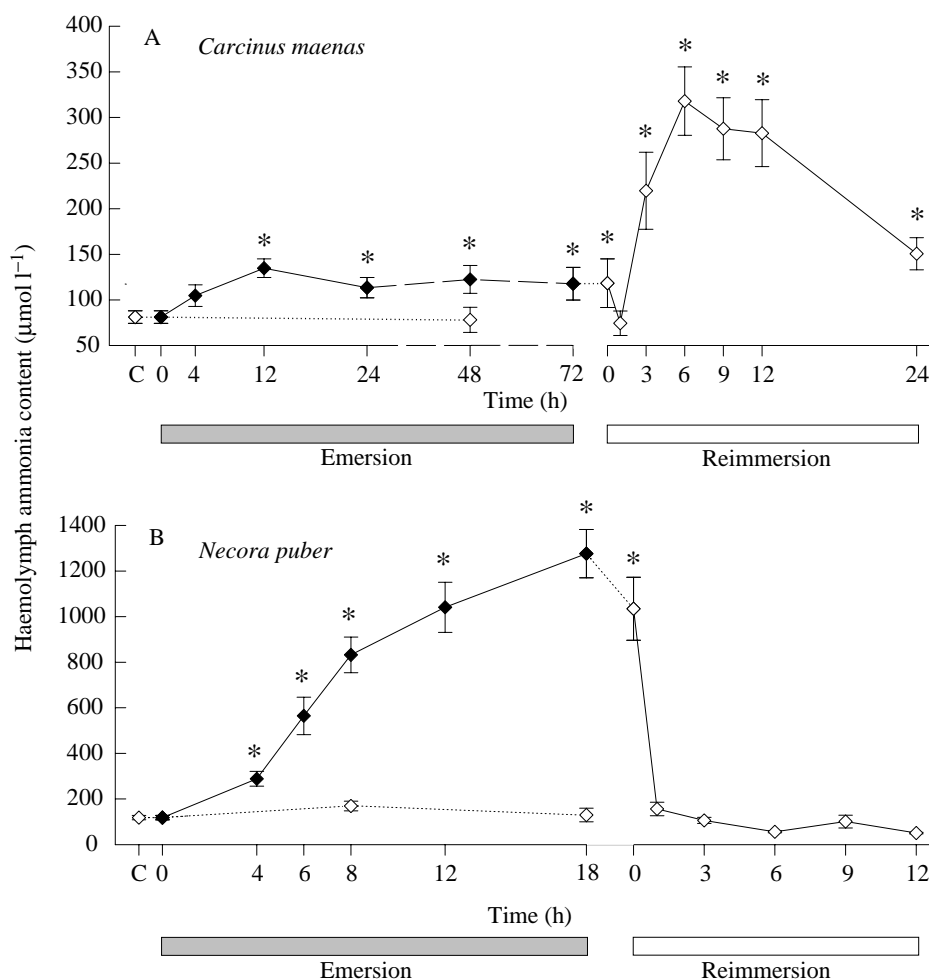 Haemolymph ammonia content (µmol l⁻¹)
A
Carcinus maenas
400
350
300
250
200
150
100
50
* * * * * * * * * *
C 0 4 12 24 48 72 0 3 6 9 12 24
Time (h)
Emersion Reimmersion
B
Necora puber
1400
1200
1000
800
600
400
200
0
* * * * * *
C 0 4 6 8 12 18 0 3 6 9 12
Time (h)
Emersion Reimmersion